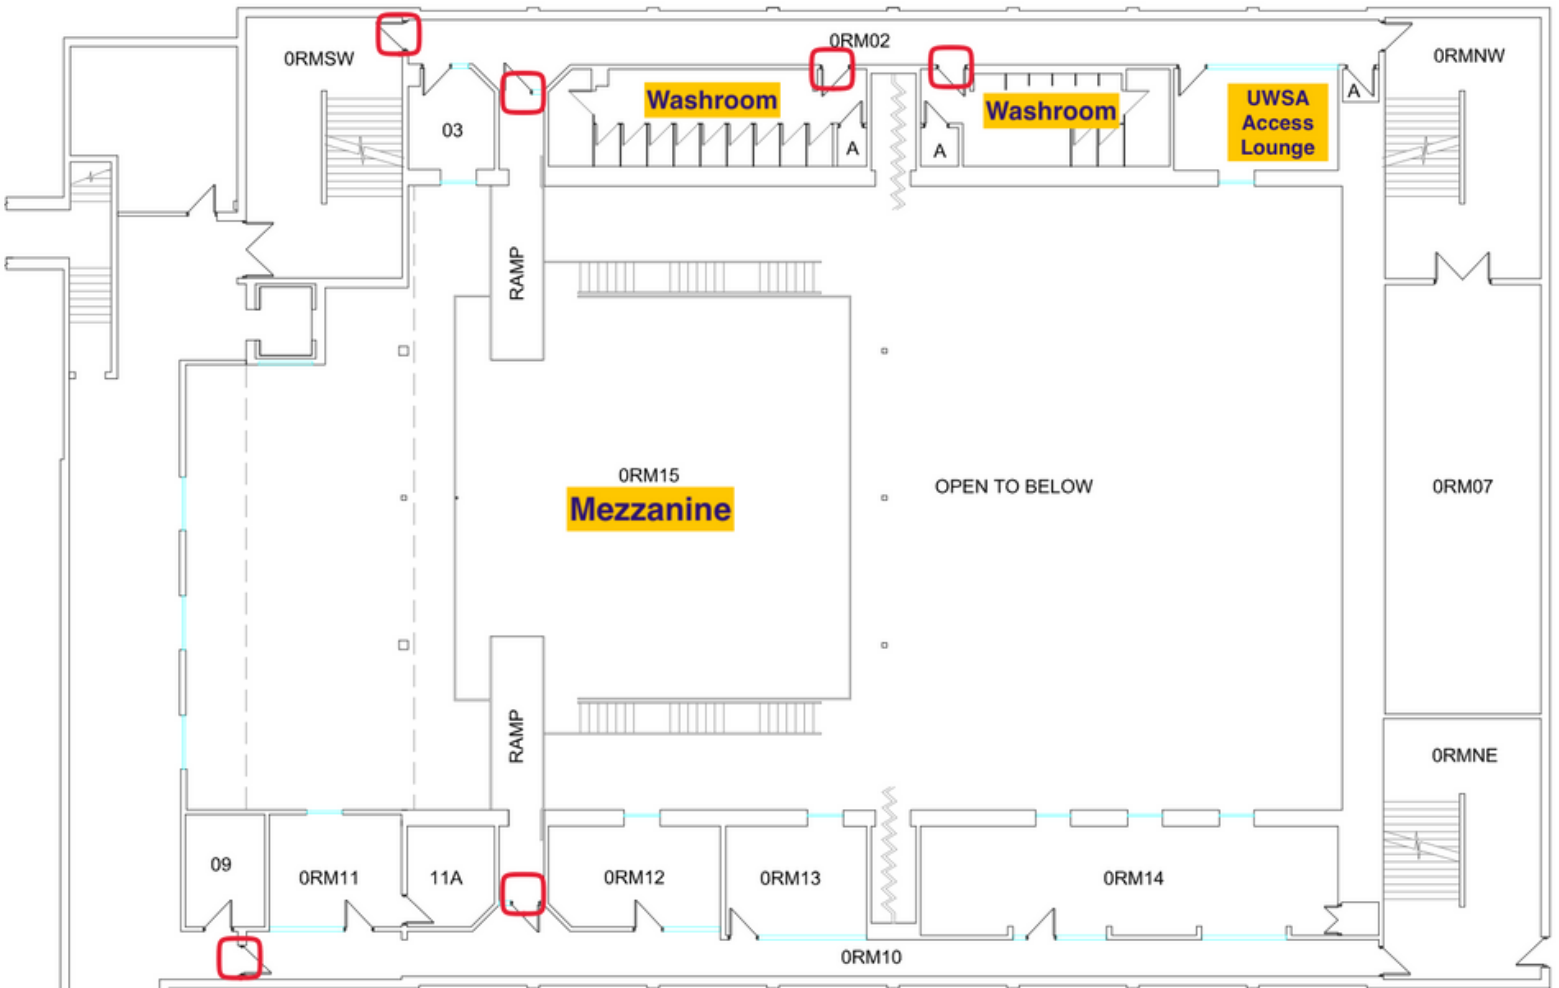 0RM02
0RMSW
0RMNW
Washroom
Washroom
UWSA
Access
Lounge
A
03
A
A
RAMP
0RM15
Mezzanine
OPEN TO BELOW
0RM07
RAMP
0RMNE
09
0RM11
11A
0RM12
0RM13
0RM14
0RM10